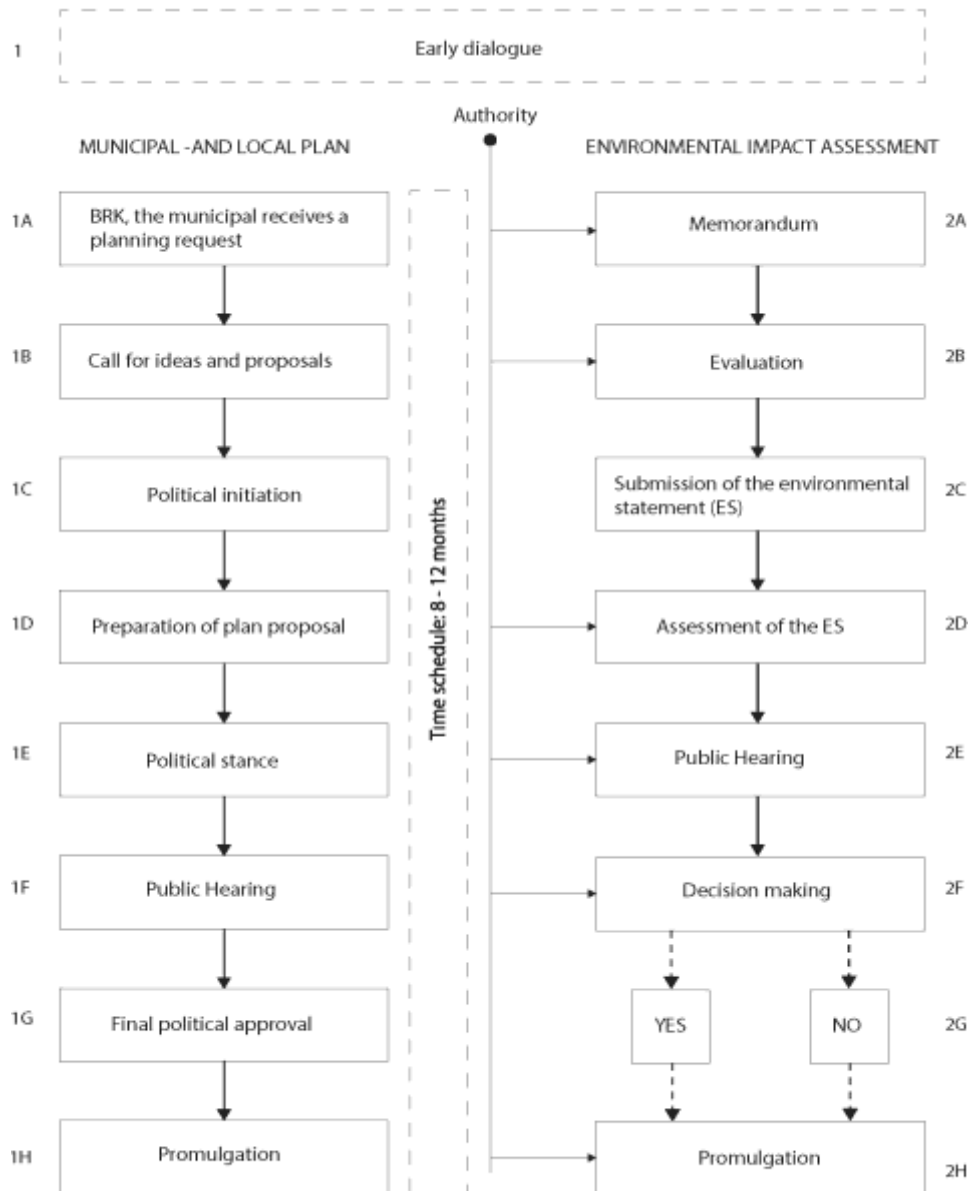 1
Early dialogue
Authority
MUNICIPAL -AND LOCAL PLAN
ENVIRONMENTAL IMPACT ASSESSMENT
1A
BRK, the municipal receives a
planning request
Memorandum
2A
1B
Call for ideas and proposals
Evaluation
2B
1C
Political initiation
Submission of the environmental
statement (ES)
2C
Time schedule: 8 - 12 months
1D
Preparation of plan proposal
Assessment of the ES
2D
1E
Political stance
Public Hearing
2E
1F
Public Hearing
Decision making
2F
1G
Final political approval
YES
NO
2G
1H
Promulgation
Promulgation
2H